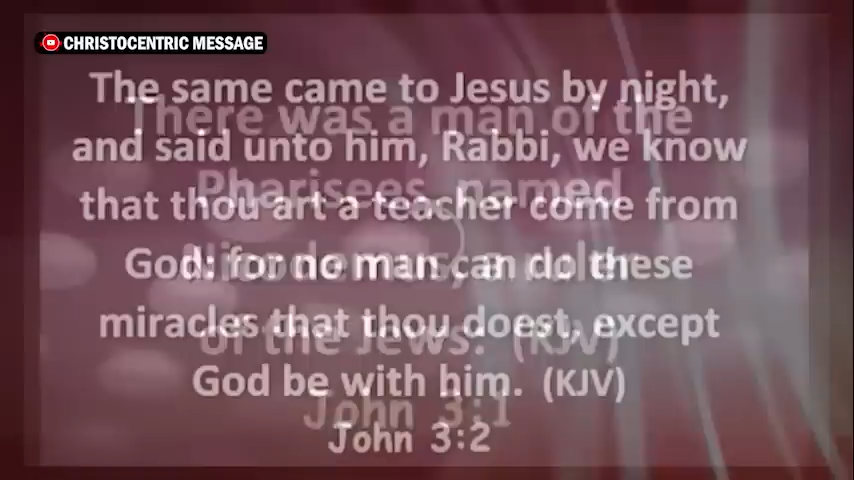 CHRISTOCENTRIC MESSAGE
The same came to Jesus by night,
There was a man of the
and said unto him, Rabbi, we know
Pharisees, named
that thou art a teacher come from
God: for no man can do these
Nicodemus, a ruler
miracles that thou doest, except
of the Jews: (KJV)
God be with him. (KJV)
John 3:1
John 3:2